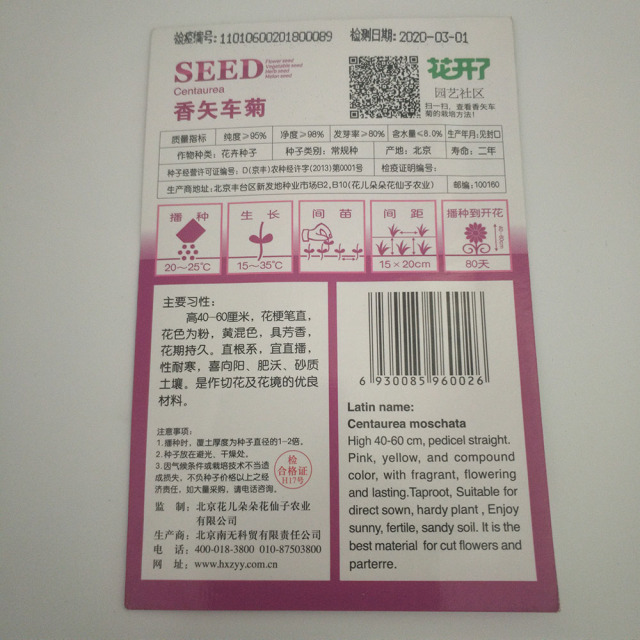 检疫编号: 11010600201800089 检测日期: 2020-03-01
SEED
Flower seed
Vegetable seed
Herb seed
Melon seed
Centaurea
香矢车菊
花开了
园艺社区
扫一扫，查看香矢车
菊的栽培方法！
质量指标 纯度≥95% 净度≥98% 发芽率≥80% 含水量≤8.0% 生产年月:见封口
作物种类: 花卉种子 种子类别: 常规种 产地: 北京 寿命: 二年
种子经营许可证编号: D(京丰)农种经许字(2013)第0001号 检疫证明编号:
生产商地址: 北京丰台区新发地种业市场B2,B10(花儿朵朵花仙子农业) 邮编: 100160
播种 生长 间苗 间距 播种到开花
20～25℃ 15～35℃ 15×20cm 80天
主要习性：
高40-60厘米，花梗笔直，
花色为粉，黄混色，具芳香，
花期持久。直根系，宜直播，
性耐寒，喜向阳、肥沃、砂质
土壤。是作切花及花境的优良
材料。
注意事项：
1.播种时，覆土厚度为种子直径的1-2倍。
2.种子放在避光、干燥处。
3.因气候条件或栽培技术不当造
成损失，不负种子价格以上之经
济责任，如大量采购，请电话咨询。
检
合格证
H17号
监 制: 北京花儿朵朵花仙子农业
有限公司
生产商: 北京南无科贸有限责任公司
电 话: 400-018-3800 010-87503800
网 址: www.hxzyy.com.cn
6 930085 960026
Latin name:
Centaurea moschata
High 40-60 cm, pedicel straight.
Pink, yellow, and compound
color, with fragrant, flowering
and lasting.Taproot, Suitable for
direct sown, hardy plant , Enjoy
sunny, fertile, sandy soil. It is the
best material for cut flowers and
parterre.